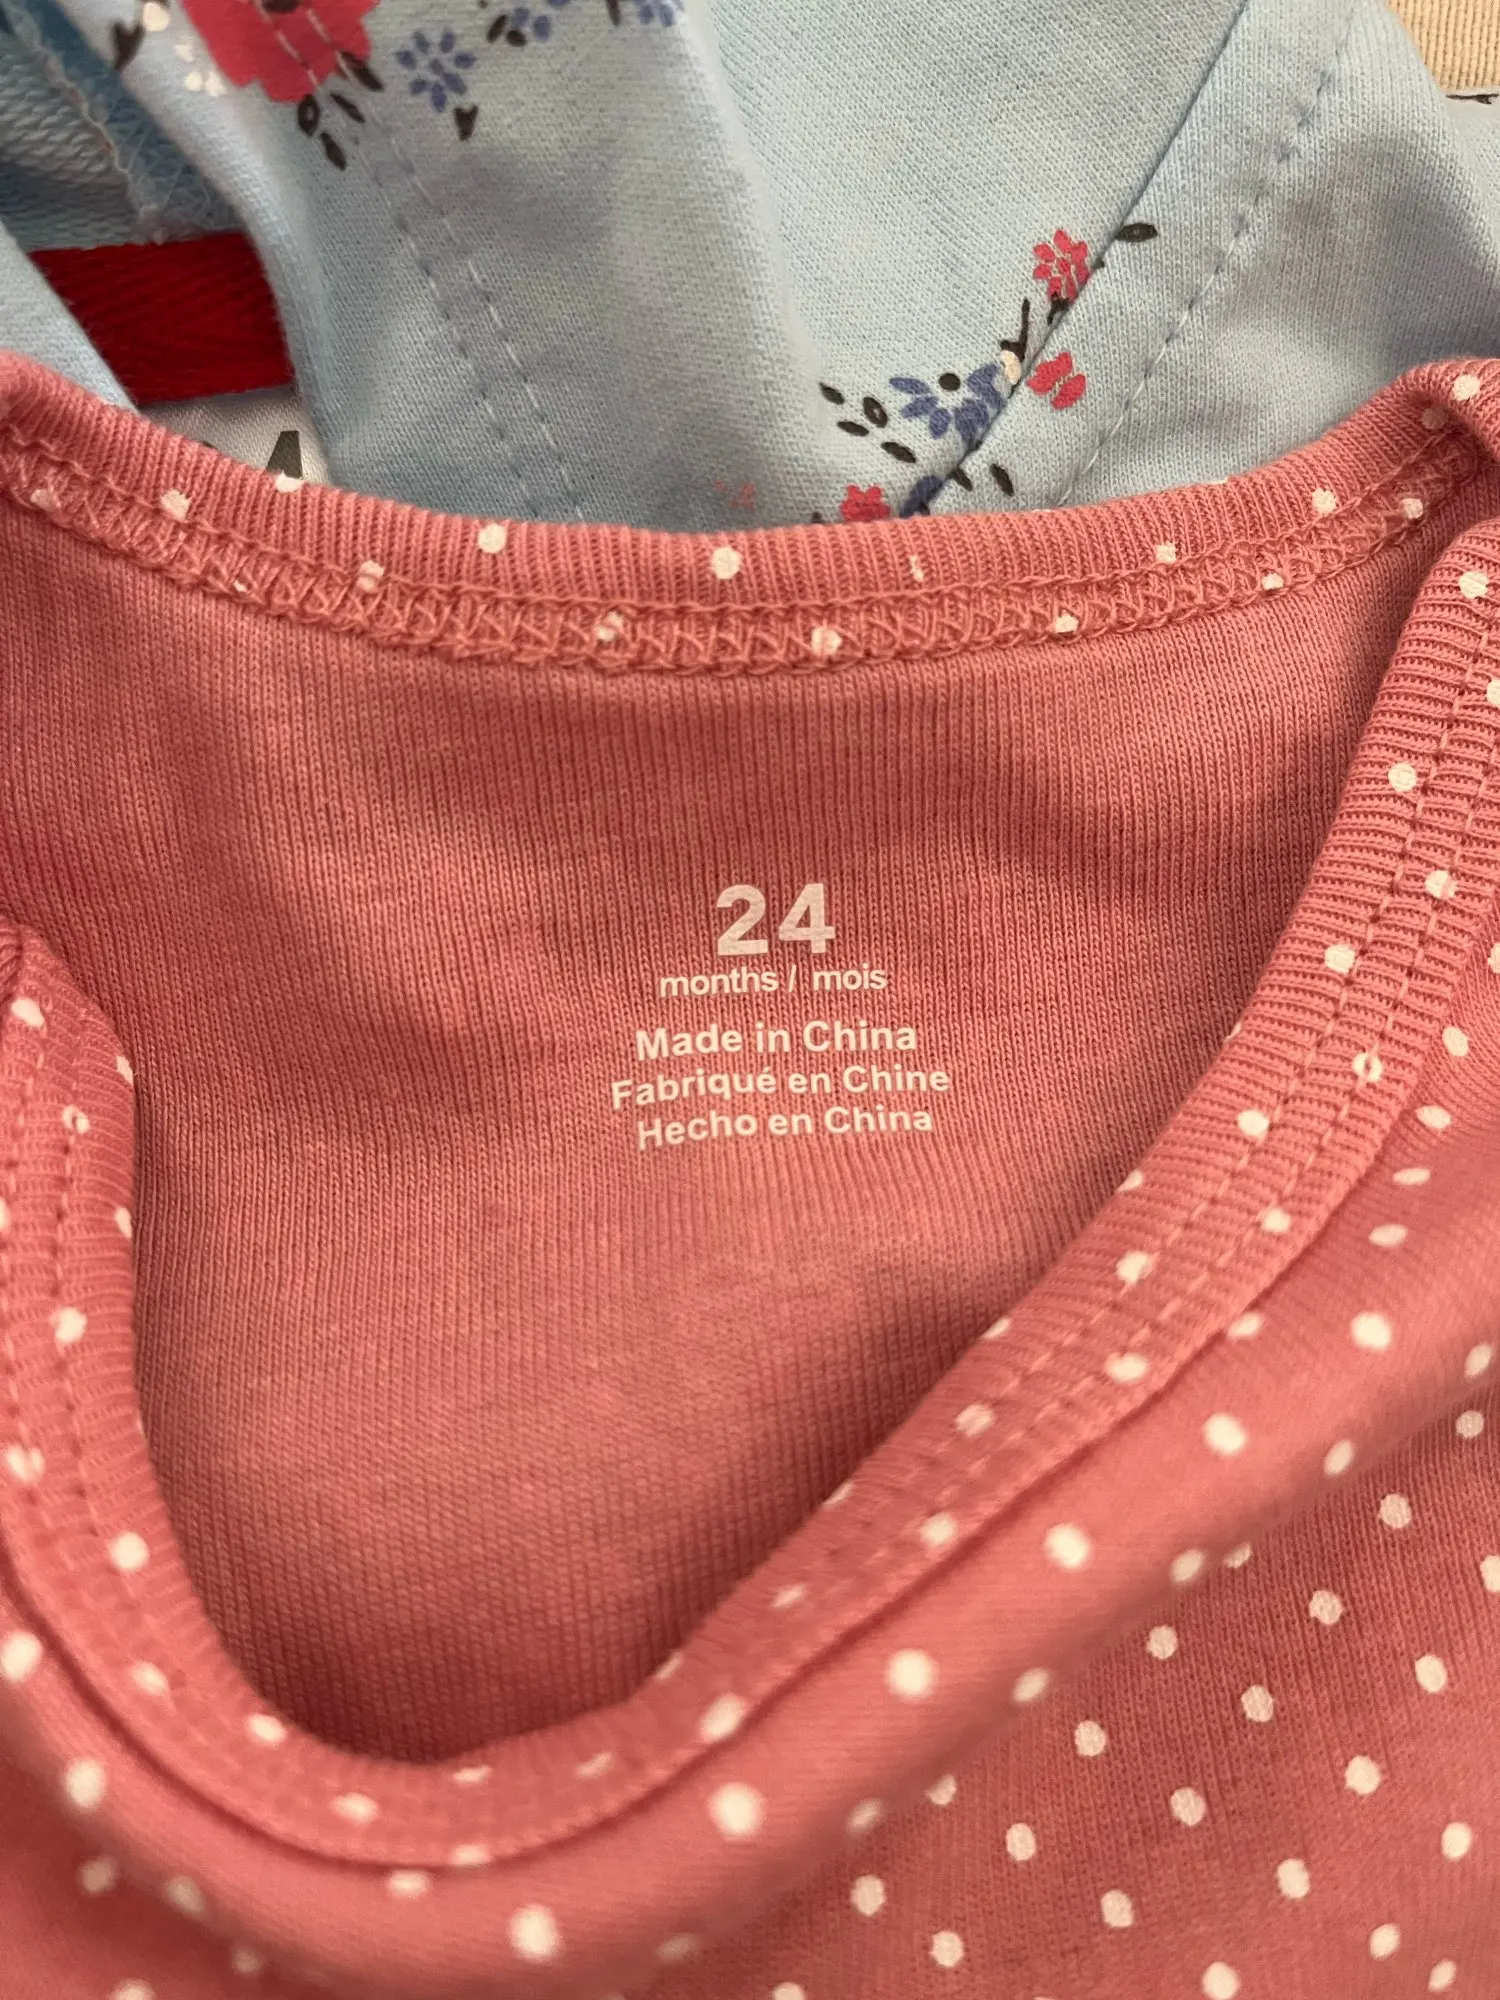 24
months / mois
Made in China
Fabriqué en Chine
Hecho en China